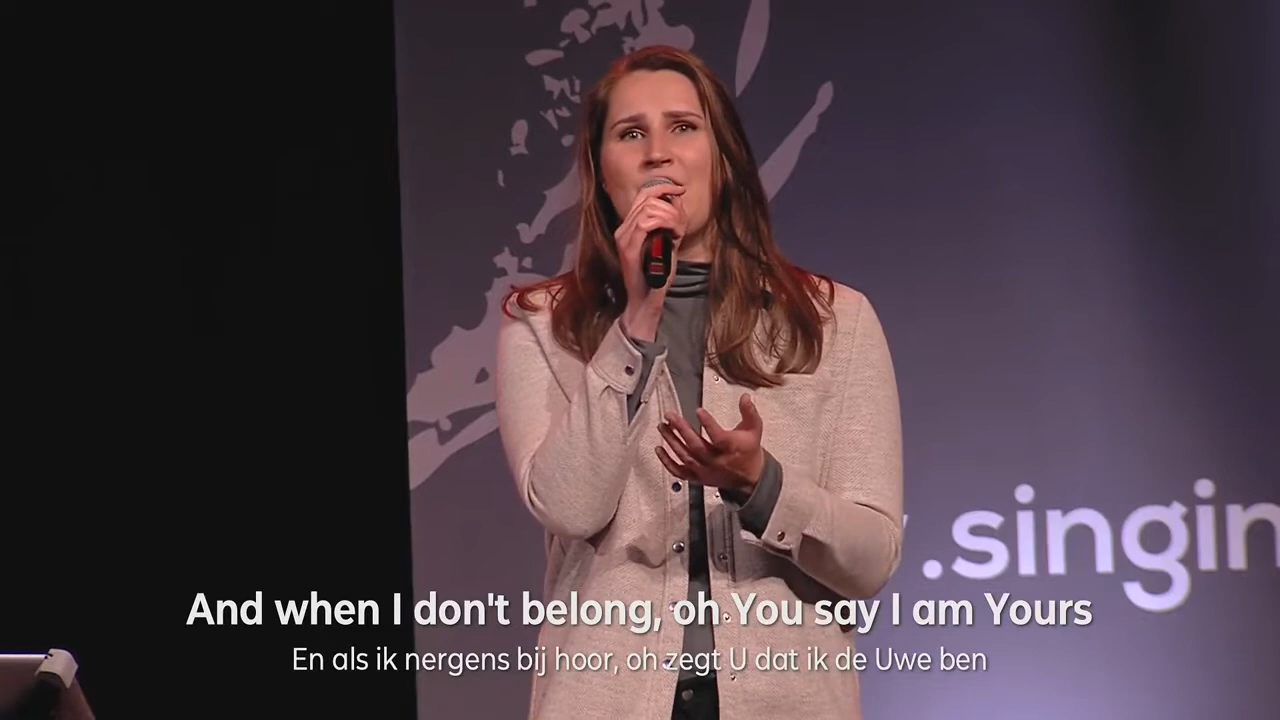 .singin
And when I don't belong, oh You say I am Yours
En als ik nergens bij hoor, oh zegt U dat ik de Uwe ben